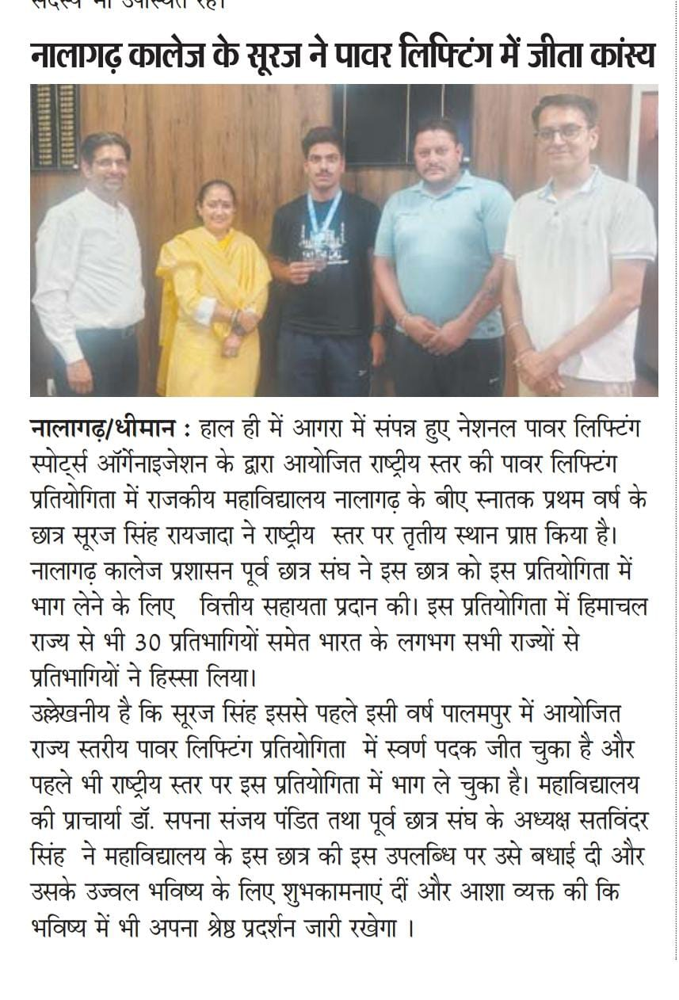 सदस्य भी उपस्थित रहे।
नालागढ़ कालेज के सूरज ने पावर लिफ्टिंग में जीता कांस्य
नालागढ़/धीमान : हाल ही में आगरा में संपन्न हुए नेशनल पावर लिफ्टिंग
स्पोर्ट्स ऑर्गेनाइजेशन के द्वारा आयोजित राष्ट्रीय स्तर की पावर लिफ्टिंग
प्रतियोगिता में राजकीय महाविद्यालय नालागढ़ के बीए स्नातक प्रथम वर्ष के
छात्र सूरज सिंह रायजादा ने राष्ट्रीय स्तर पर तृतीय स्थान प्राप्त किया है।
नालागढ़ कालेज प्रशासन पूर्व छात्र संघ ने इस छात्र को इस प्रतियोगिता में
भाग लेने के लिए वित्तीय सहायता प्रदान की। इस प्रतियोगिता में हिमाचल
राज्य से भी 30 प्रतिभागियों समेत भारत के लगभग सभी राज्यों से
प्रतिभागियों ने हिस्सा लिया।
उल्लेखनीय है कि सूरज सिंह इससे पहले इसी वर्ष पालमपुर में आयोजित
राज्य स्तरीय पावर लिफ्टिंग प्रतियोगिता में स्वर्ण पदक जीत चुका है और
पहले भी राष्ट्रीय स्तर पर इस प्रतियोगिता में भाग ले चुका है। महाविद्यालय
की प्राचार्या डॉ. सपना संजय पंडित तथा पूर्व छात्र संघ के अध्यक्ष सतविंदर
सिंह ने महाविद्यालय के इस छात्र की इस उपलब्धि पर उसे बधाई दी और
उसके उज्वल भविष्य के लिए शुभकामनाएं दीं और आशा व्यक्त की कि
भविष्य में भी अपना श्रेष्ठ प्रदर्शन जारी रखेगा ।